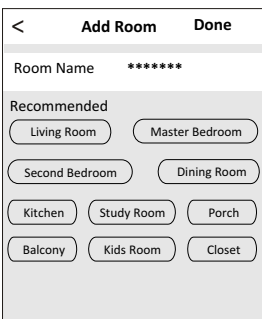 < Add Room Done
Room Name *******
Recommended
Living Room Master Bedroom
Second Bedroom Dining Room
Kitchen Study Room Porch
Balcony Kids Room Closet